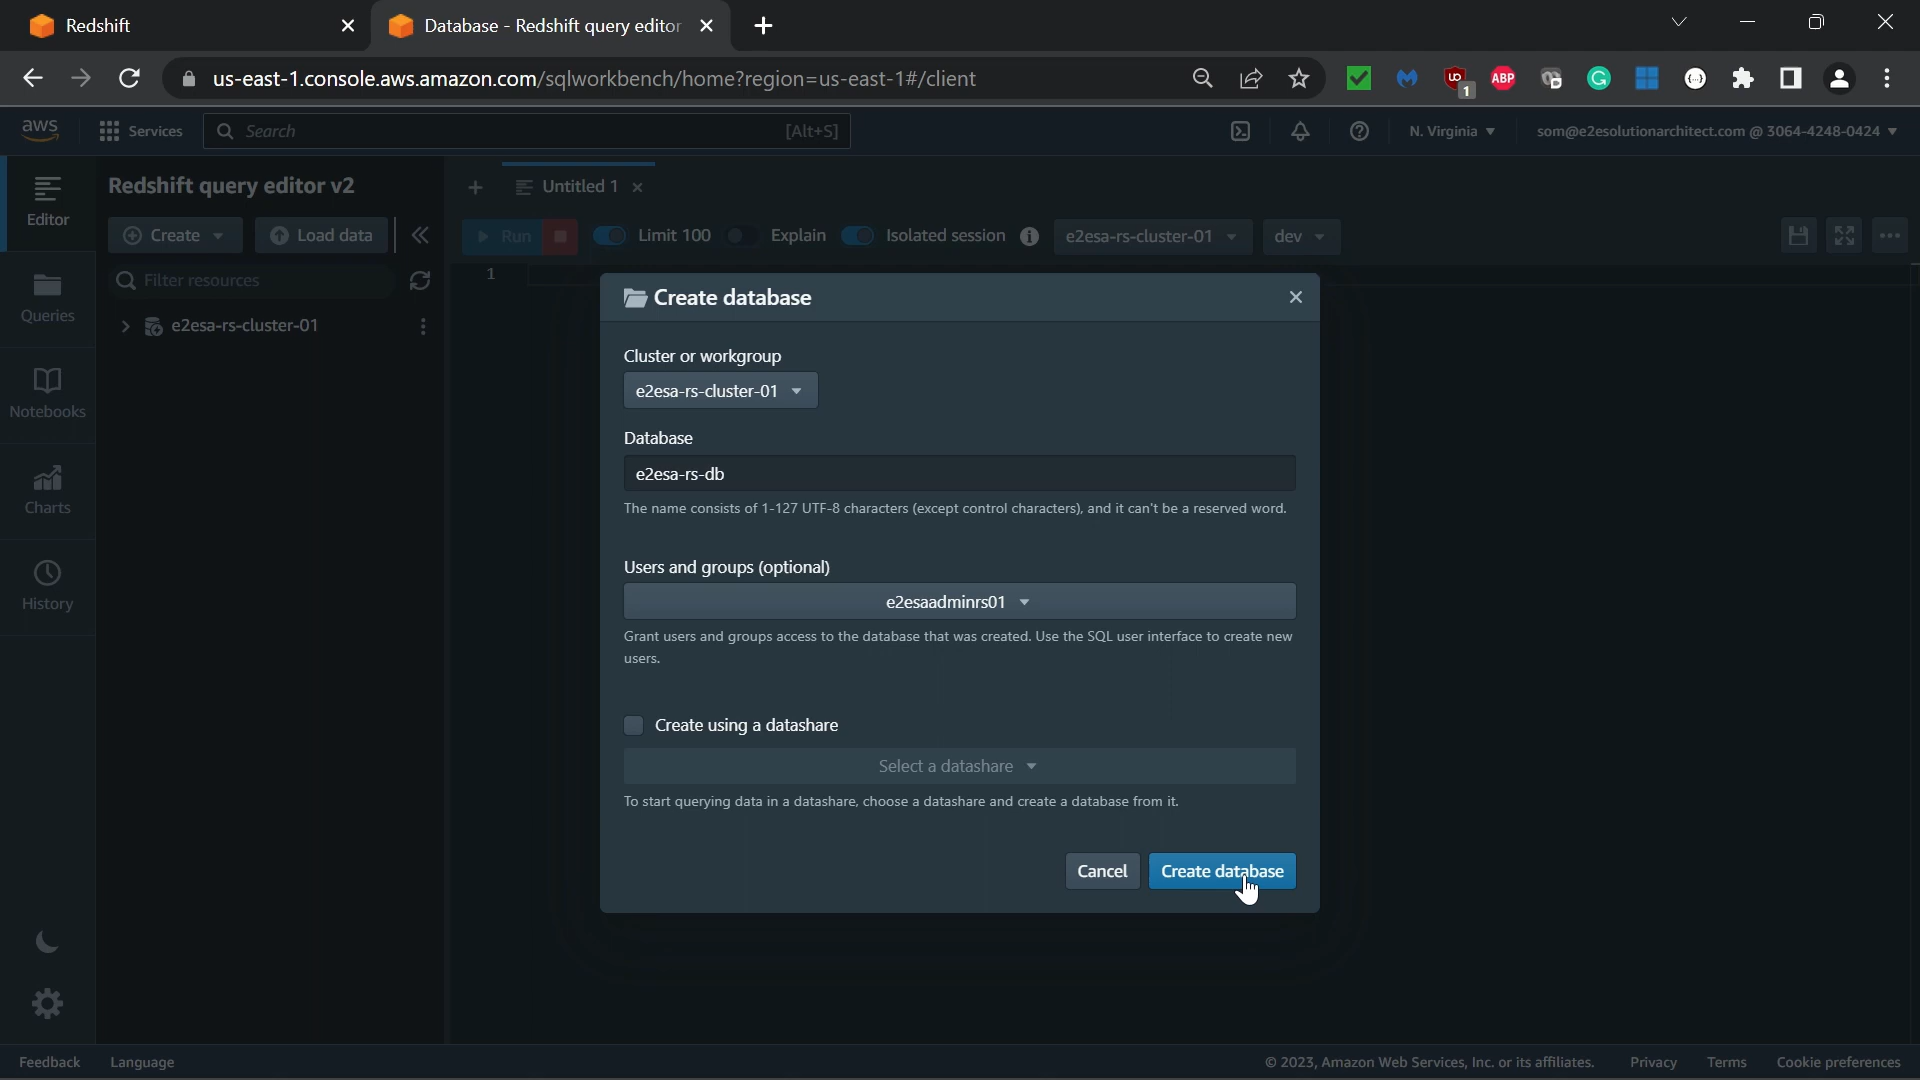 Redshift
Database - Redshift query editor
us-east-1.console.aws.amazon.com/sqlworkbench/home?region=us-east-1#/client
1
ABP
aws
Services
Search
[Alt+S]
N. Virginia
som@e2esolutionarchitect.com @ 3064-4248-0424
Editor
Queries
Notebooks
Charts
History
Redshift query editor v2
Create
Load data
Filter resources
e2esa-rs-cluster-01
Untitled 1
Run
Limit 100
Explain
Isolated session
e2esa-rs-cluster-01
dev
1
Create database
Cluster or workgroup
e2esa-rs-cluster-01
Database
e2esa-rs-db
The name consists of 1-127 UTF-8 characters (except control characters), and it can't be a reserved word.
Users and groups (optional)
e2esaadminrs01
Grant users and groups access to the database that was created. Use the SQL user interface to create new
users.
Create using a datashare
Select a datashare
To start querying data in a datashare, choose a datashare and create a database from it.
Cancel
Create database
Feedback
Language
© 2023, Amazon Web Services, Inc. or its affiliates.
Privacy
Terms
Cookie preferences